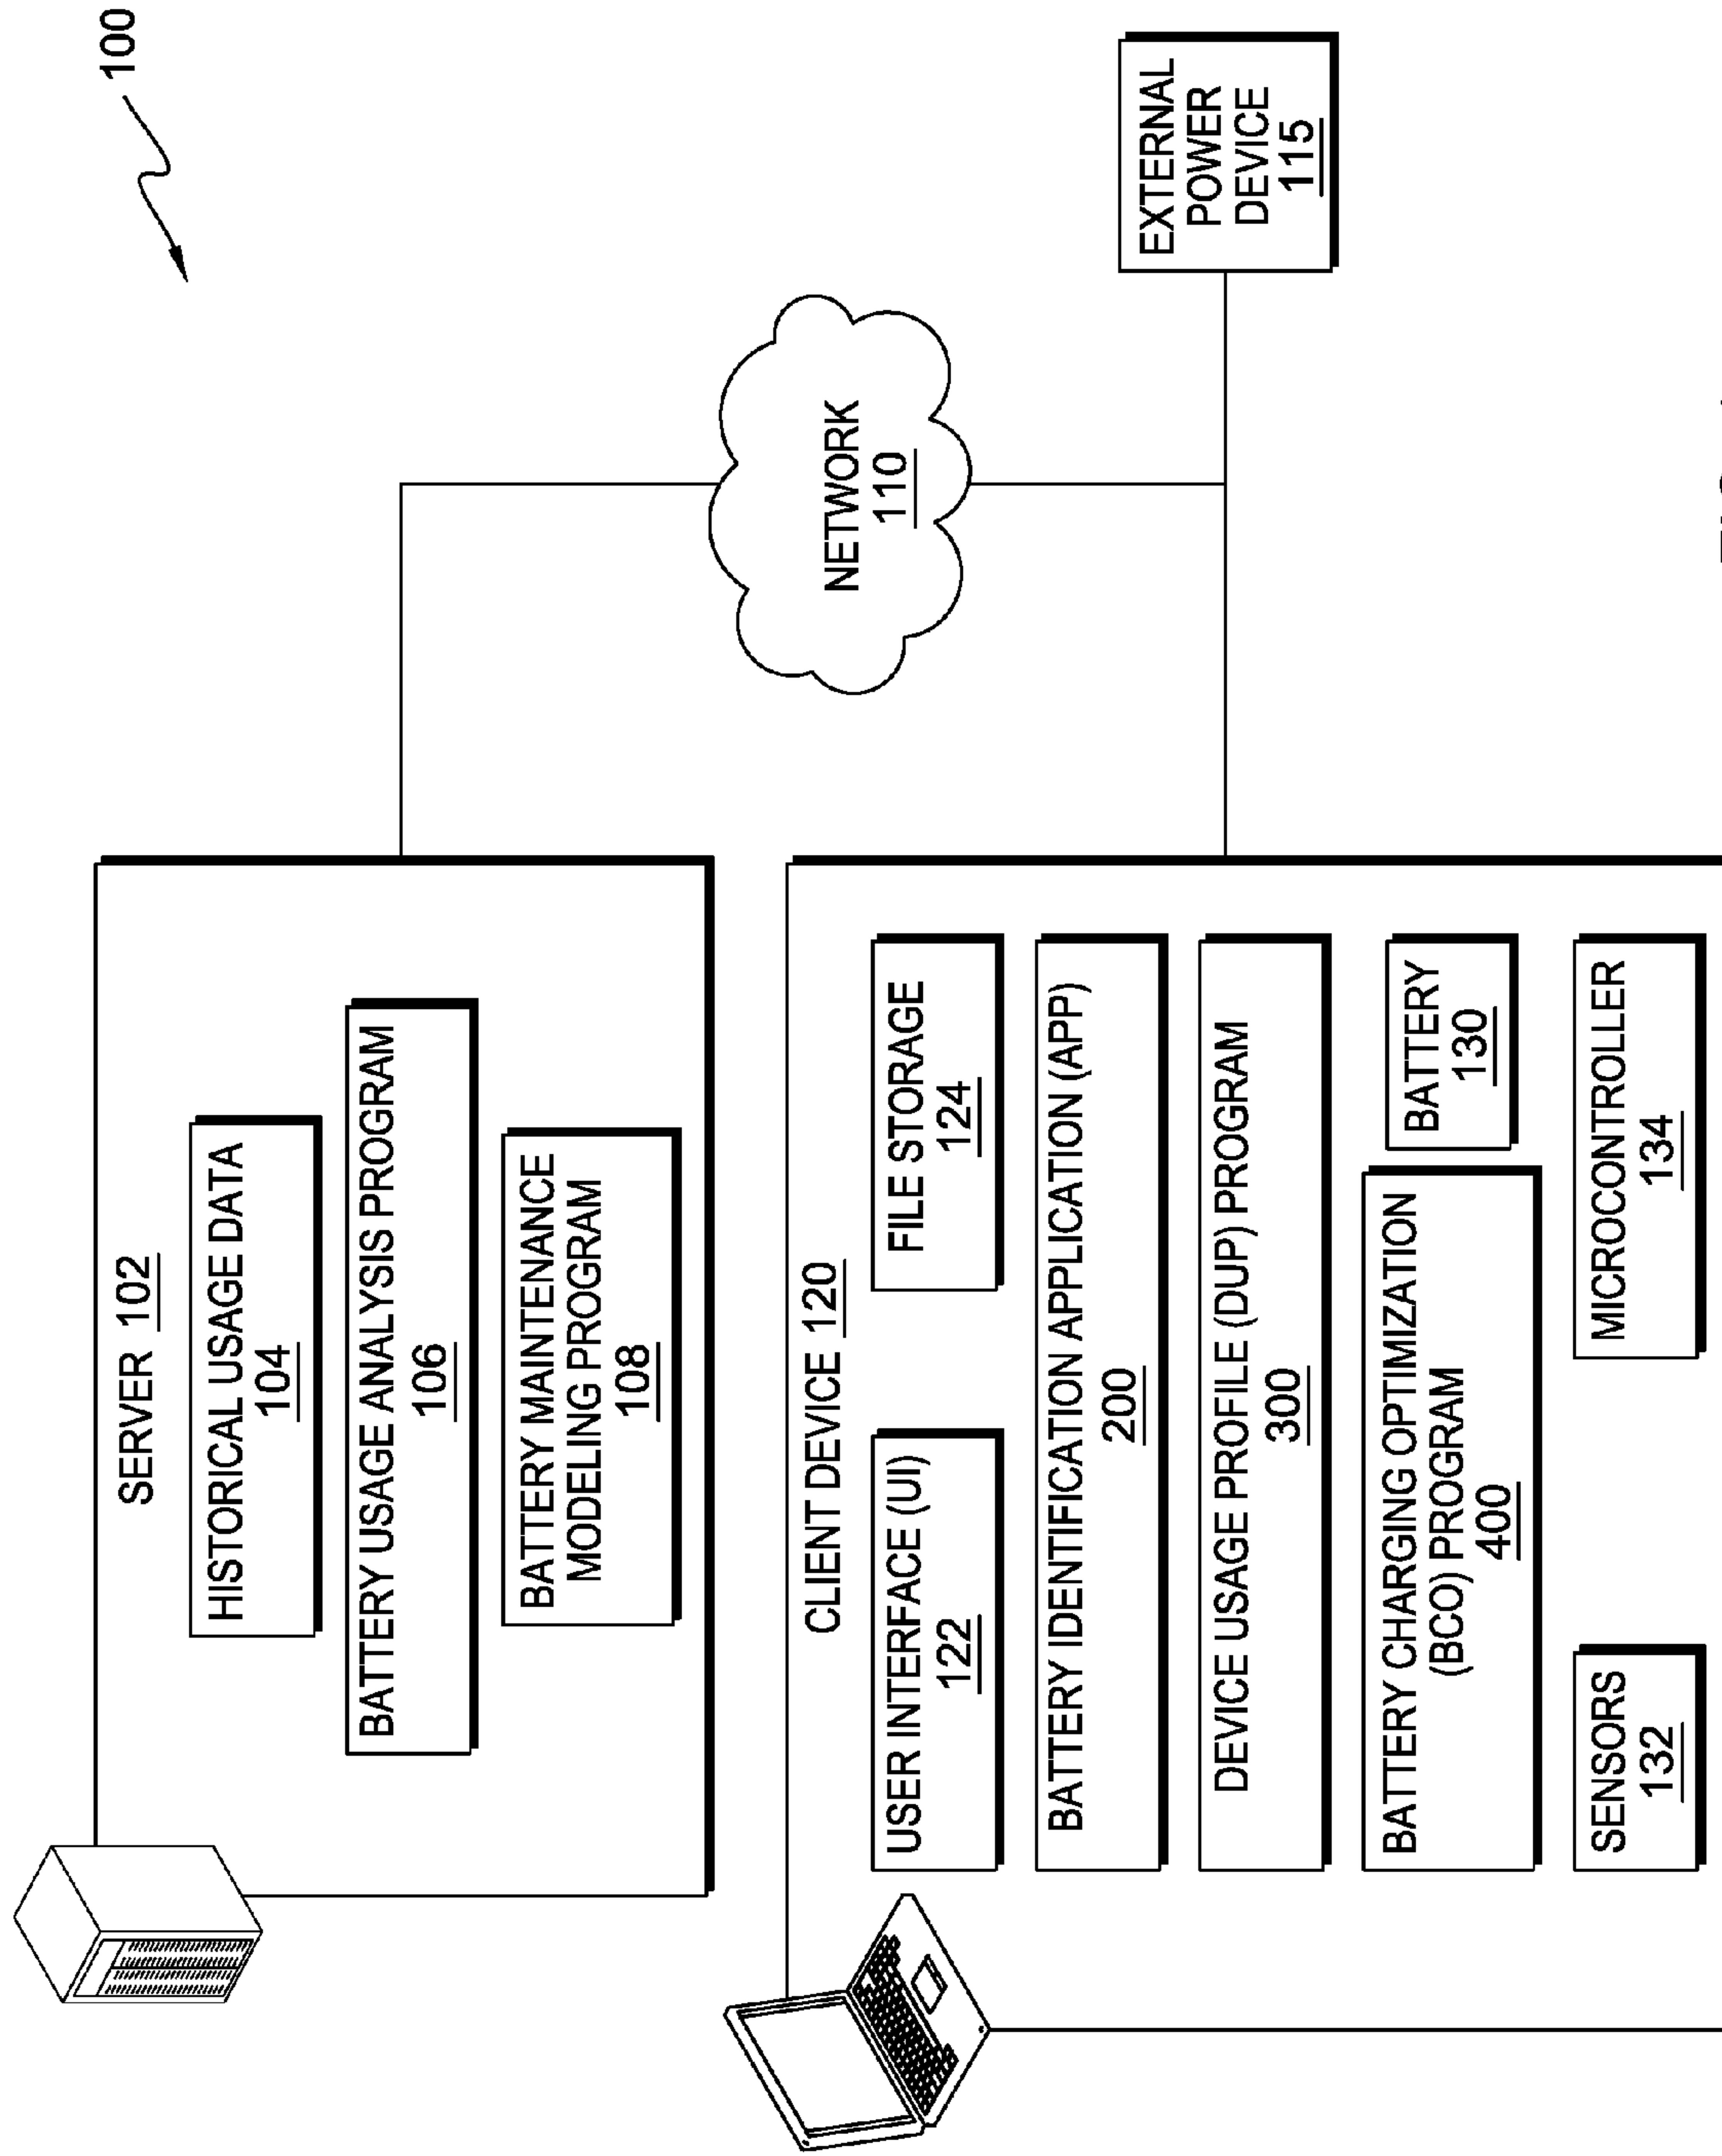 100
SERVER 102
HISTORICAL USAGE DATA
104
BATTERY USAGE ANALYSIS PROGRAM
106
BATTERY MAINTENANCE
MODELING PROGRAM
108
NETWORK
110
CLIENT DEVICE 120
USER INTERFACE (UI)
122
FILE STORAGE
124
BATTERY IDENTIFICATION APPLICATION (APP)
200
DEVICE USAGE PROFILE (DUP) PROGRAM
300
BATTERY CHARGING OPTIMIZATION
(BCO) PROGRAM
400
BATTERY
130
SENSORS
132
MICROCONTROLLER
134
EXTERNAL
POWER
DEVICE
115